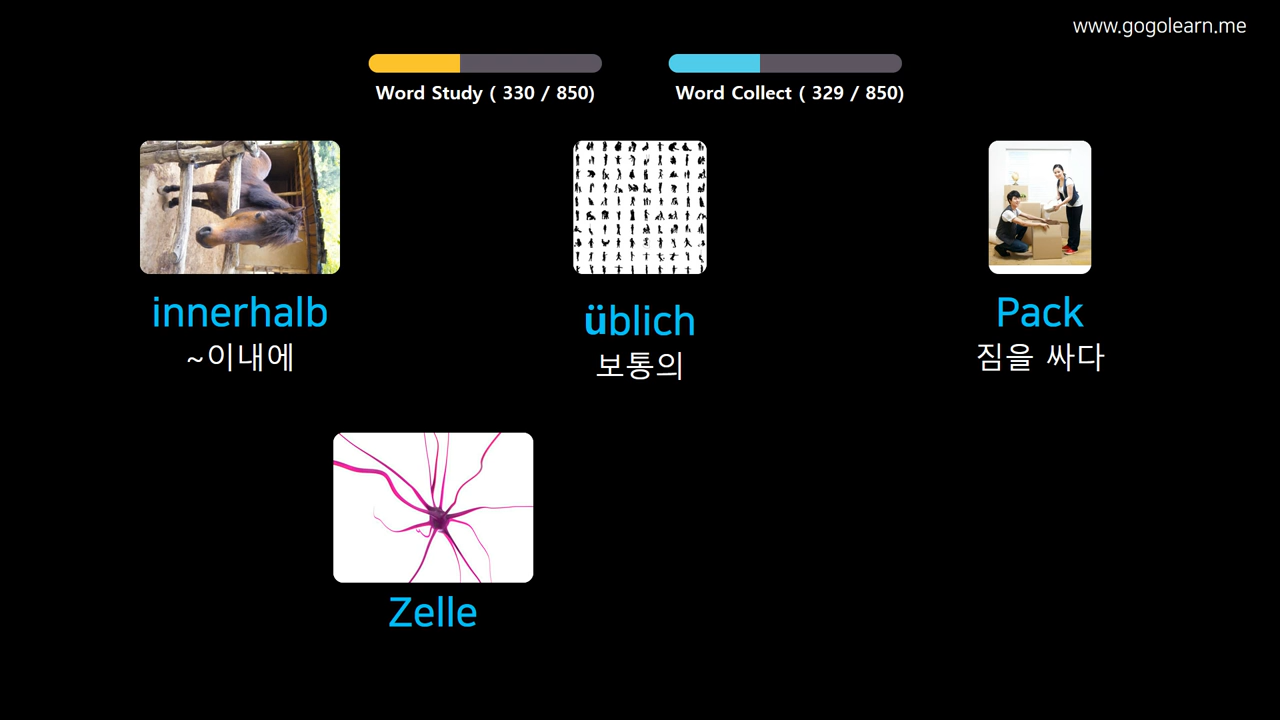 www.gogolearn.me
Word Study ( 330 / 850)
Word Collect ( 329 / 850)
innerhalb
~이내에
üblich
보통의
Pack
짐을 싸다
Zelle